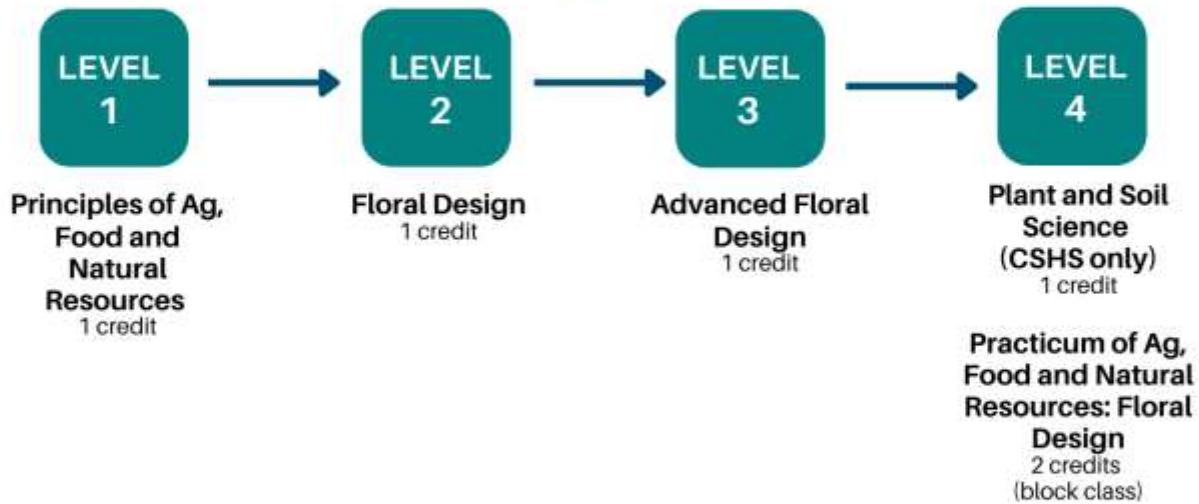 LEVEL
1
Principles of Ag,
Food and
Natural
Resources
1 credit
LEVEL
2
Floral Design
1 credit
LEVEL
3
Advanced Floral
Design
1 credit
LEVEL
4
Plant and Soil
Science
(CSHS only)
1 credit
Practicum of Ag,
Food and Natural
Resources: Floral
Design
2 credits
(block class)